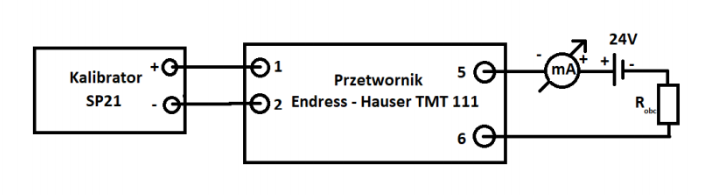 Kalibrator
SP21
+
-
1
2
Przetwornik
Endress - Hauser TMT 111
5
6
-
mA
+
24V
+
-
R obc